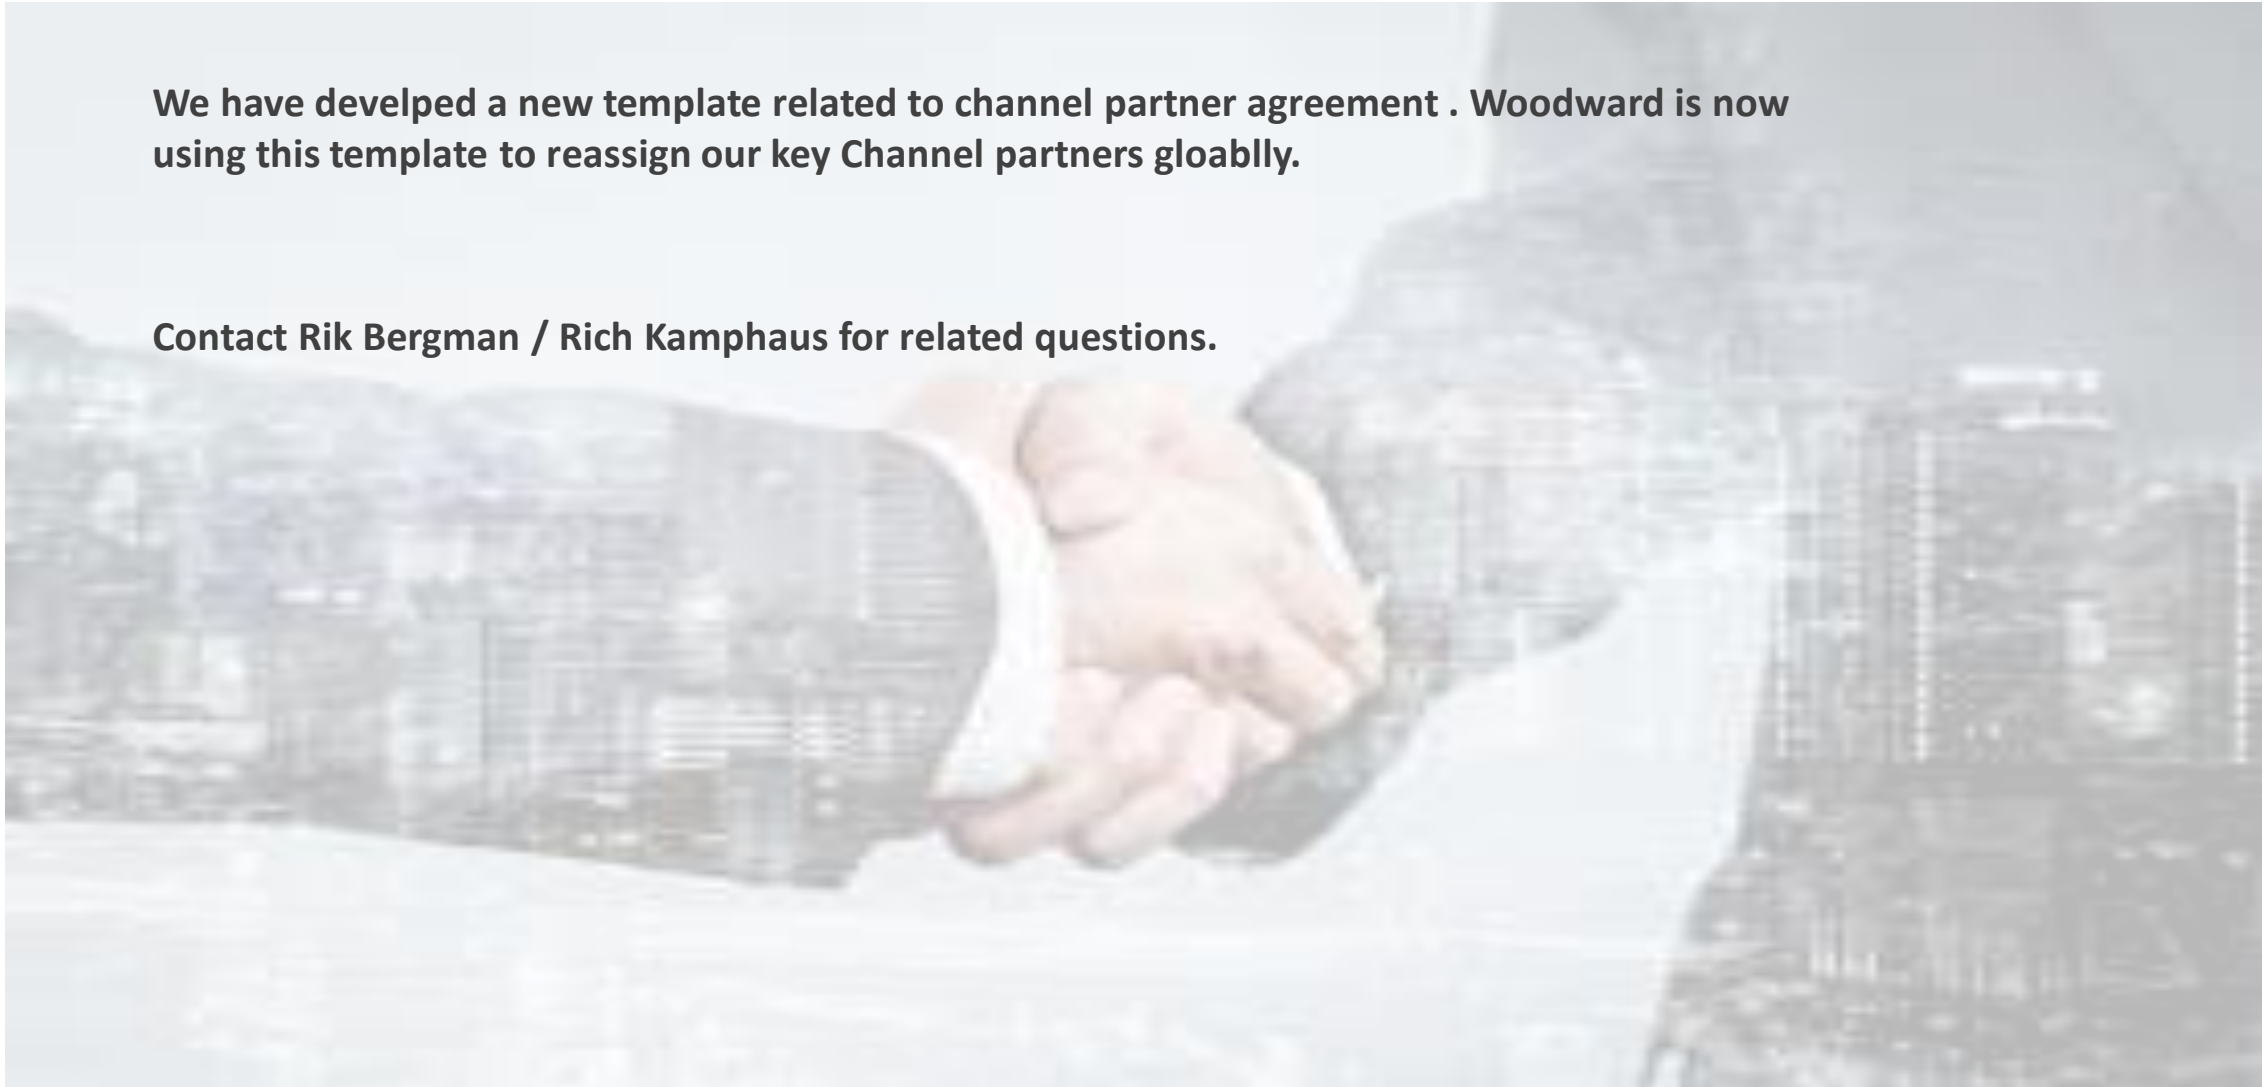 We have develped a new template related to channel partner agreement . Woodward is now
using this template to reassign our key Channel partners gloablly.
Contact Rik Bergman / Rich Kamphaus for related questions.